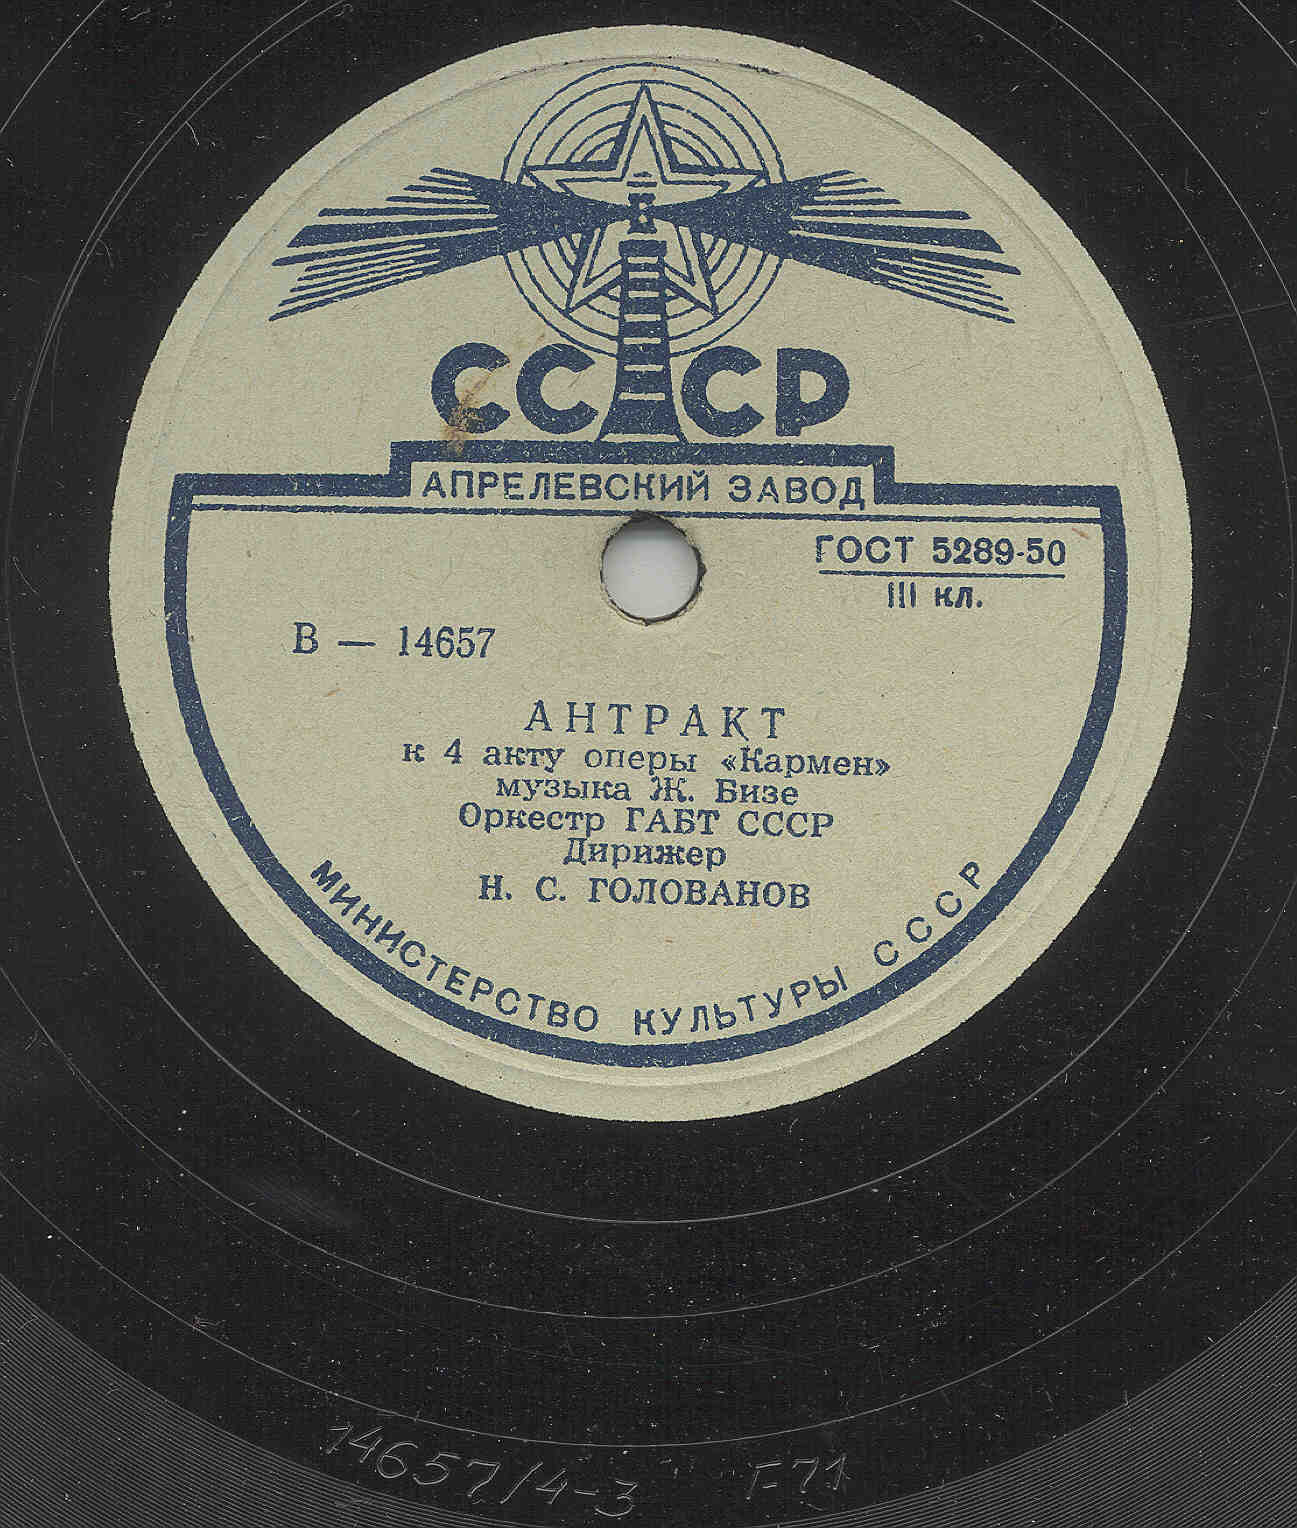 СССР
АПРЕЛЕВСКИЙ ЗАВОД
ГОСТ 5289-50
III кл.
В — 14657
АНТРАКТ
к 4 акту оперы «Кармен»
музыка Ж. Бизе
Оркестр ГАБТ СССР
Дирижер
Н. С. ГОЛОВАНОВ
МИНИСТЕРСТВО КУЛЬТУРЫ СССР
14657/4-3 Г-71